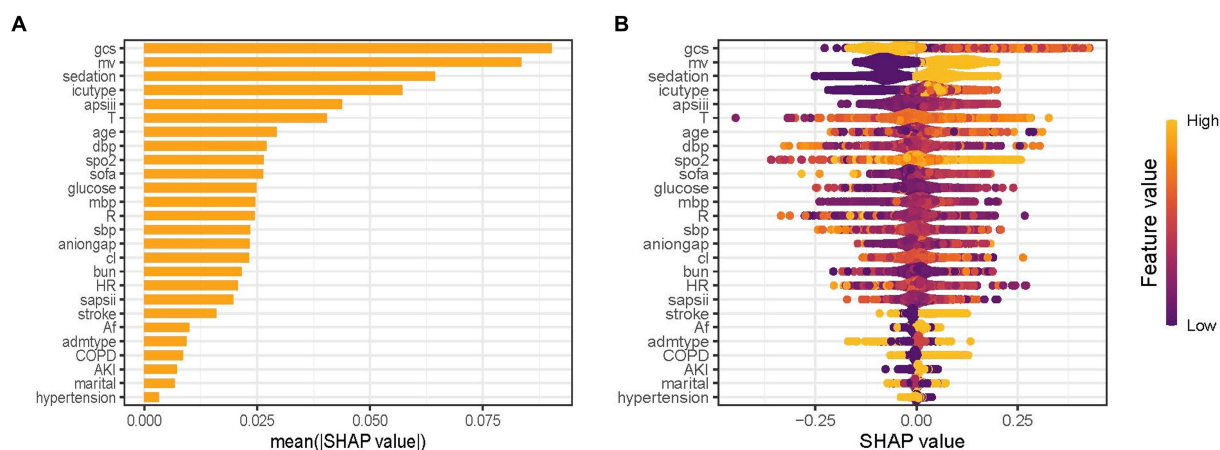 A
gcs
mv
sedation
icutype
apsiii
T
age
dbp
spo2
sofa
glucose
mbp
R
sbp
aniongap
cl
bun
HR
sapsii
stroke
Af
admtype
COPD
AKI
marital
hypertension
0.000 0.025 0.050 0.075
mean(|SHAP value|)
B
gcs
mv
sedation
icutype
apsiii
T
age
dbp
spo2
sofa
glucose
mbp
R
sbp
aniongap
cl
bun
HR
sapsii
stroke
Af
admtype
COPD
AKI
marital
hypertension
−0.25 0.00 0.25
SHAP value
Feature value
High
Low